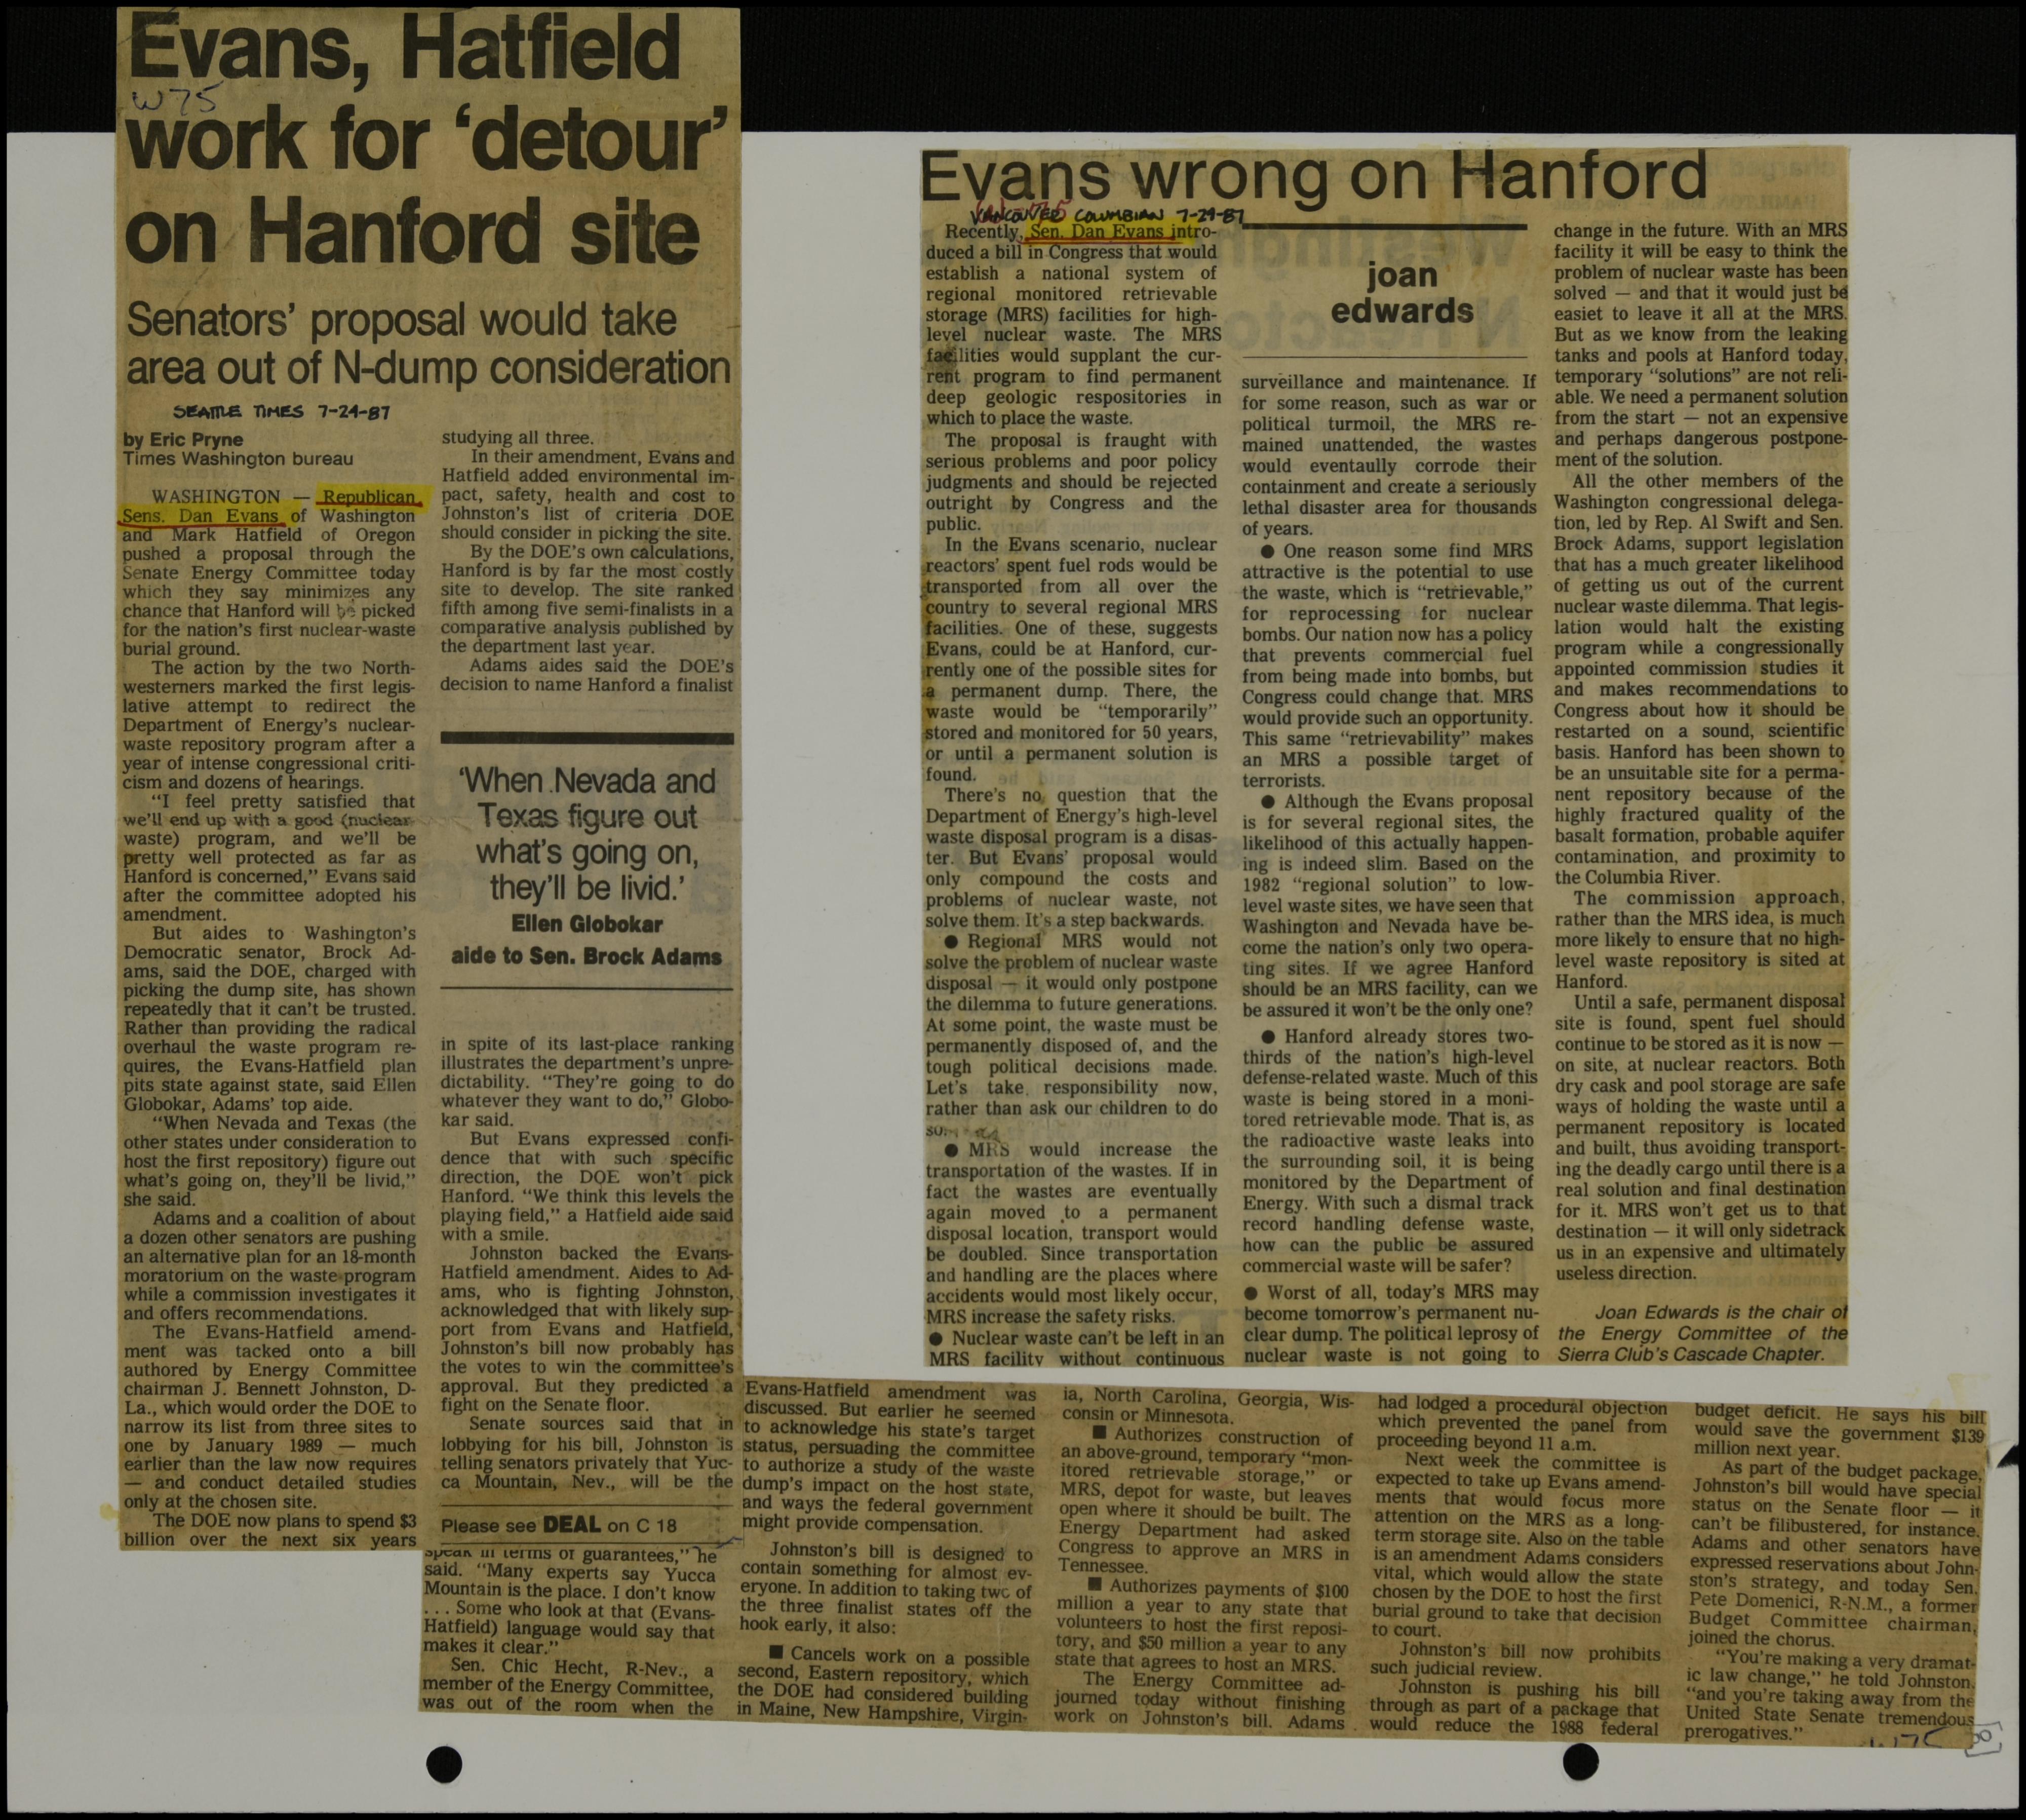 Evans, Hatfield
W75
work for ‘detour’
on Hanford site
Senators’ proposal would take
area out of N-dump consideration
SEATTLE TIMES 7-24-87
by Eric Pryne
Times Washington bureau
WASHINGTON — Republican
Sens. Dan Evans of Washington
and Mark Hatfield of Oregon
pushed a proposal through the
Senate Energy Committee today
which they say minimizes any
chance that Hanford will be picked
for the nation’s first nuclear-waste
burial ground.
The action by the two North-
westerners marked the first legis-
lative attempt to redirect the
Department of Energy’s nuclear-
waste repository program after a
year of intense congressional criti-
cism and dozens of hearings.
“I feel pretty satisfied that
we’ll end up with a good (nuclear
waste) program, and we’ll be
pretty well protected as far as
Hanford is concerned,” Evans said
after the committee adopted his
amendment.
But aides to Washington’s
Democratic senator, Brock Ad-
ams, said the DOE, charged with
picking the dump site, has shown
repeatedly that it can’t be trusted.
Rather than providing the radical
overhaul the waste program re-
quires, the Evans-Hatfield plan
pits state against state, said Ellen
Globokar, Adams’ top aide.
“When Nevada and Texas (the
other states under consideration to
host the first repository) figure out
what’s going on, they’ll be livid,”
she said.
Adams and a coalition of about
a dozen other senators are pushing
an alternative plan for an 18-month
moratorium on the waste program
while a commission investigates it
and offers recommendations.
The Evans-Hatfield amend-
ment was tacked onto a bill
authored by Energy Committee
chairman J. Bennett Johnston, D-
La., which would order the DOE to
narrow its list from three sites to
one by January 1989 — much
earlier than the law now requires
— and conduct detailed studies
only at the chosen site.
The DOE now plans to spend $3
billion over the next six years
studying all three.
In their amendment, Evans and
Hatfield added environmental im-
pact, safety, health and cost to
Johnston’s list of criteria DOE
should consider in picking the site.
By the DOE’s own calculations,
Hanford is by far the most costly
site to develop. The site ranked
fifth among five semi-finalists in a
comparative analysis published by
the department last year.
Adams aides said the DOE’s
decision to name Hanford a finalist
‘When Nevada and
Texas figure out
what’s going on,
they’ll be livid.’
Ellen Globokar
aide to Sen. Brock Adams
in spite of its last-place ranking
illustrates the department’s unpre-
dictability. “They’re going to do
whatever they want to do,” Globo-
kar said.
But Evans expressed confi-
dence that with such specific
direction, the DOE won’t pick
Hanford. “We think this levels the
playing field,” a Hatfield aide said
with a smile.
Johnston backed the Evans-
Hatfield amendment. Aides to Ad-
ams, who is fighting Johnston,
acknowledged that with likely sup-
port from Evans and Hatfield,
Johnston’s bill now probably has
the votes to win the committee’s
approval. But they predicted a
fight on the Senate floor.
Senate sources said that in
lobbying for his bill, Johnston is
telling senators privately that Yuc-
ca Mountain, Nev., will be the
Please see DEAL on C 18
speak in terms of guarantees,” he
said. “Many experts say Yucca
Mountain is the place. I don’t know
. . . Some who look at that (Evans-
Hatfield) language would say that
makes it clear.”
Sen. Chic Hecht, R-Nev., a
member of the Energy Committee,
was out of the room when the
Evans-Hatfield amendment was
discussed. But earlier he seemed
to acknowledge his state’s target
status, persuading the committee
to authorize a study of the waste
dump’s impact on the host state,
and ways the federal government
might provide compensation.
Johnston’s bill is designed to
contain something for almost ev-
eryone. In addition to taking two of
the three finalist states off the
hook early, it also:
■ Cancels work on a possible
second, Eastern repository, which
the DOE had considered building
in Maine, New Hampshire, Virgin-
ia, North Carolina, Georgia, Wis-
consin or Minnesota.
■ Authorizes construction of
an above-ground, temporary “mon-
itored retrievable storage,” or
MRS, depot for waste, but leaves
open where it should be built. The
Energy Department had asked
Congress to approve an MRS in
Tennessee.
■ Authorizes payments of $100
million a year to any state that
volunteers to host the first reposi-
tory, and $50 million a year to any
state that agrees to host an MRS.
The Energy Committee ad-
journed today without finishing
work on Johnston’s bill. Adams
had lodged a procedural objection
which prevented the panel from
proceeding beyond 11 a.m.
Next week the committee is
expected to take up Evans amend-
ments that would focus more
attention on the MRS as a long-
term storage site. Also on the table
is an amendment Adams considers
vital, which would allow the state
chosen by the DOE to host the first
burial ground to take that decision
to court.
Johnston’s bill now prohibits
such judicial review.
Johnston is pushing his bill
through as part of a package that
would reduce the 1988 federal
budget deficit. He says his bill
would save the government $139
million next year.
As part of the budget package,
Johnston’s bill would have special
status on the Senate floor — it
can’t be filibustered, for instance.
Adams and other senators have
expressed reservations about John-
ston’s strategy, and today Sen.
Pete Domenici, R-N.M., a former
Budget Committee chairman,
joined the chorus.
“You’re making a very dramat-
ic law change,” he told Johnston,
“and you’re taking away from the
United State Senate tremendous
prerogatives.”
Evans wrong on Hanford
VANCOUVER COLUMBIAN 7-29-87
joan
edwards
Recently, Sen. Dan Evans intro-
duced a bill in Congress that would
establish a national system of
regional monitored retrievable
storage (MRS) facilities for high-
level nuclear waste. The MRS
facilities would supplant the cur-
rent program to find permanent
deep geologic respositories in
which to place the waste.
The proposal is fraught with
serious problems and poor policy
judgments and should be rejected
outright by Congress and the
public.
In the Evans scenario, nuclear
reactors’ spent fuel rods would be
transported from all over the
country to several regional MRS
facilities. One of these, suggests
Evans, could be at Hanford, cur-
rently one of the possible sites for
a permanent dump. There, the
waste would be “temporarily”
stored and monitored for 50 years,
or until a permanent solution is
found.
There’s no question that the
Department of Energy’s high-level
waste disposal program is a disas-
ter. But Evans’ proposal would
only compound the costs and
problems of nuclear waste, not
solve them. It’s a step backwards.
● Regional MRS would not
solve the problem of nuclear waste
disposal — it would only postpone
the dilemma to future generations.
At some point, the waste must be
permanently disposed of, and the
tough political decisions made.
Let’s take responsibility now,
rather than ask our children to do
so.
● MRS would increase the
transportation of the wastes. If in
fact the wastes are eventually
again moved to a permanent
disposal location, transport would
be doubled. Since transportation
and handling are the places where
accidents would most likely occur,
MRS increase the safety risks.
● Nuclear waste can’t be left in an
MRS facility without continuous
surveillance and maintenance. If
for some reason, such as war or
political turmoil, the MRS re-
mained unattended, the wastes
would eventaully corrode their
containment and create a seriously
lethal disaster area for thousands
of years.
● One reason some find MRS
attractive is the potential to use
the waste, which is “retrievable,”
for reprocessing for nuclear
bombs. Our nation now has a policy
that prevents commercial fuel
from being made into bombs, but
Congress could change that. MRS
would provide such an opportunity.
This same “retrievability” makes
an MRS a possible target of
terrorists.
● Although the Evans proposal
is for several regional sites, the
likelihood of this actually happen-
ing is indeed slim. Based on the
1982 “regional solution” to low-
level waste sites, we have seen that
Washington and Nevada have be-
come the nation’s only two opera-
ting sites. If we agree Hanford
should be an MRS facility, can we
be assured it won’t be the only one?
● Hanford already stores two-
thirds of the nation’s high-level
defense-related waste. Much of this
waste is being stored in a moni-
tored retrievable mode. That is, as
the radioactive waste leaks into
the surrounding soil, it is being
monitored by the Department of
Energy. With such a dismal track
record handling defense waste,
how can the public be assured
commercial waste will be safer?
● Worst of all, today’s MRS may
become tomorrow’s permanent nu-
clear dump. The political leprosy of
nuclear waste is not going to
change in the future. With an MRS
facility it will be easy to think the
problem of nuclear waste has been
solved — and that it would just be
easiet to leave it all at the MRS.
But as we know from the leaking
tanks and pools at Hanford today,
temporary “solutions” are not reli-
able. We need a permanent solution
from the start — not an expensive
and perhaps dangerous postpone-
ment of the solution.
All the other members of the
Washington congressional delega-
tion, led by Rep. Al Swift and Sen.
Brock Adams, support legislation
that has a much greater likelihood
of getting us out of the current
nuclear waste dilemma. That legis-
lation would halt the existing
program while a congressionally
appointed commission studies it
and makes recommendations to
Congress about how it should be
restarted on a sound, scientific
basis. Hanford has been shown to
be an unsuitable site for a perma-
nent repository because of the
highly fractured quality of the
basalt formation, probable aquifer
contamination, and proximity to
the Columbia River.
The commission approach,
rather than the MRS idea, is much
more likely to ensure that no high-
level waste repository is sited at
Hanford.
Until a safe, permanent disposal
site is found, spent fuel should
continue to be stored as it is now —
on site, at nuclear reactors. Both
dry cask and pool storage are safe
ways of holding the waste until a
permanent repository is located
and built, thus avoiding transport-
ing the deadly cargo until there is a
real solution and final destination
for it. MRS won’t get us to that
destination — it will only sidetrack
us in an expensive and ultimately
useless direction.
Joan Edwards is the chair of
the Energy Committee of the
Sierra Club’s Cascade Chapter.